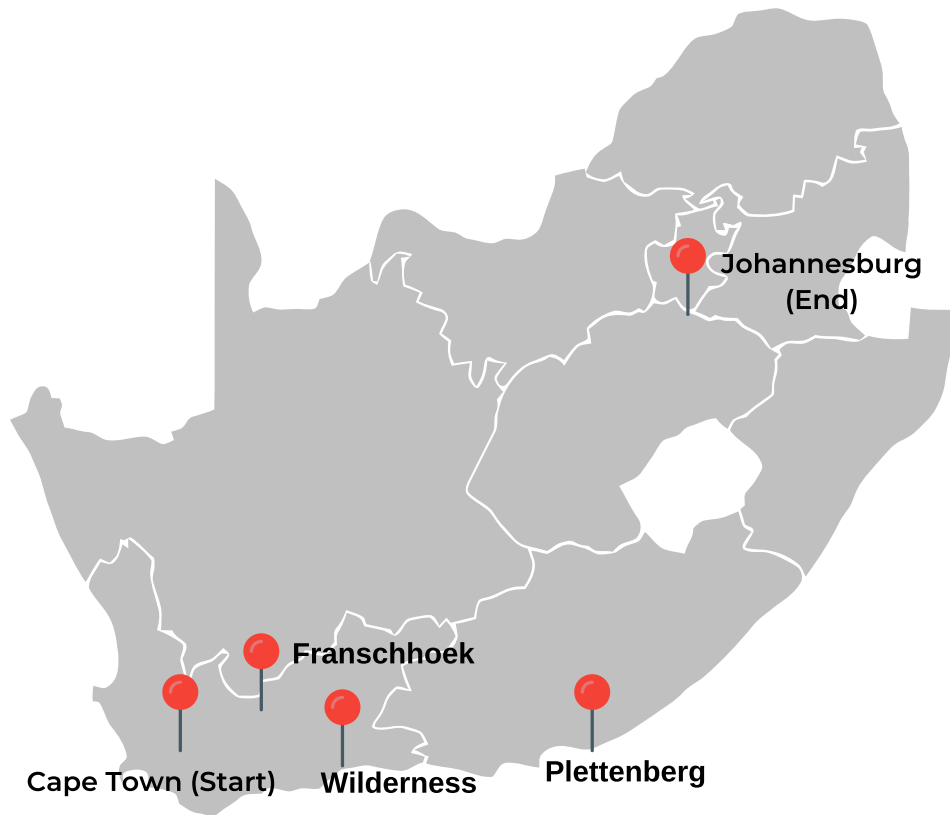 Johannesburg
(End)
Franschhoek
Cape Town (Start)
Wilderness
Plettenberg